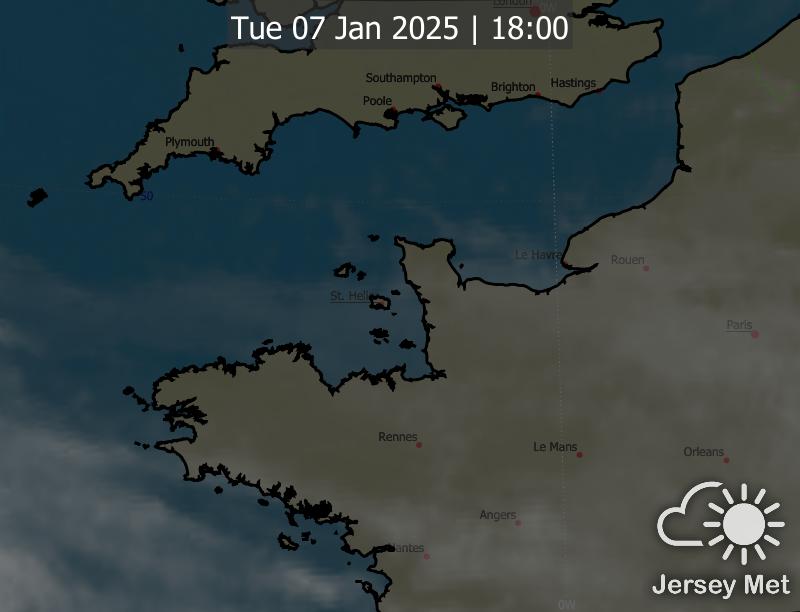 London
0W
Tue 07 Jan 2025 | 18:00
Southampton
Brighton
Hastings
Poole
Plymouth
50
Le Havre
Rouen
St. Helier
Paris
Rennes
Le Mans
Orleans
Angers
Nantes
Jersey Met
0W